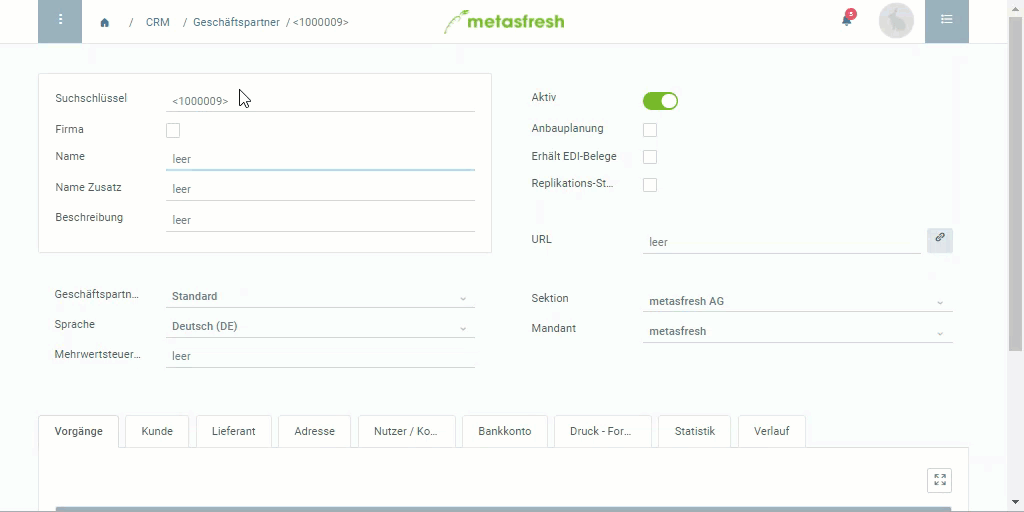 / CRM / Geschäftspartner / <1000009>
metasfresh
5
Suchschlüssel <1000009>
Firma
Name leer
Name Zusatz leer
Beschreibung leer
Aktiv
Anbauplanung
Erhält EDI-Belege
Replikations-St...
URL leer
Geschäftspartn... Standard
Sprache Deutsch (DE)
Mehrwertsteuer... leer
Sektion metasfresh AG
Mandant metasfresh
Vorgänge Kunde Lieferant Adresse Nutzer / Ko... Bankkonto Druck - For... Statistik Verlauf